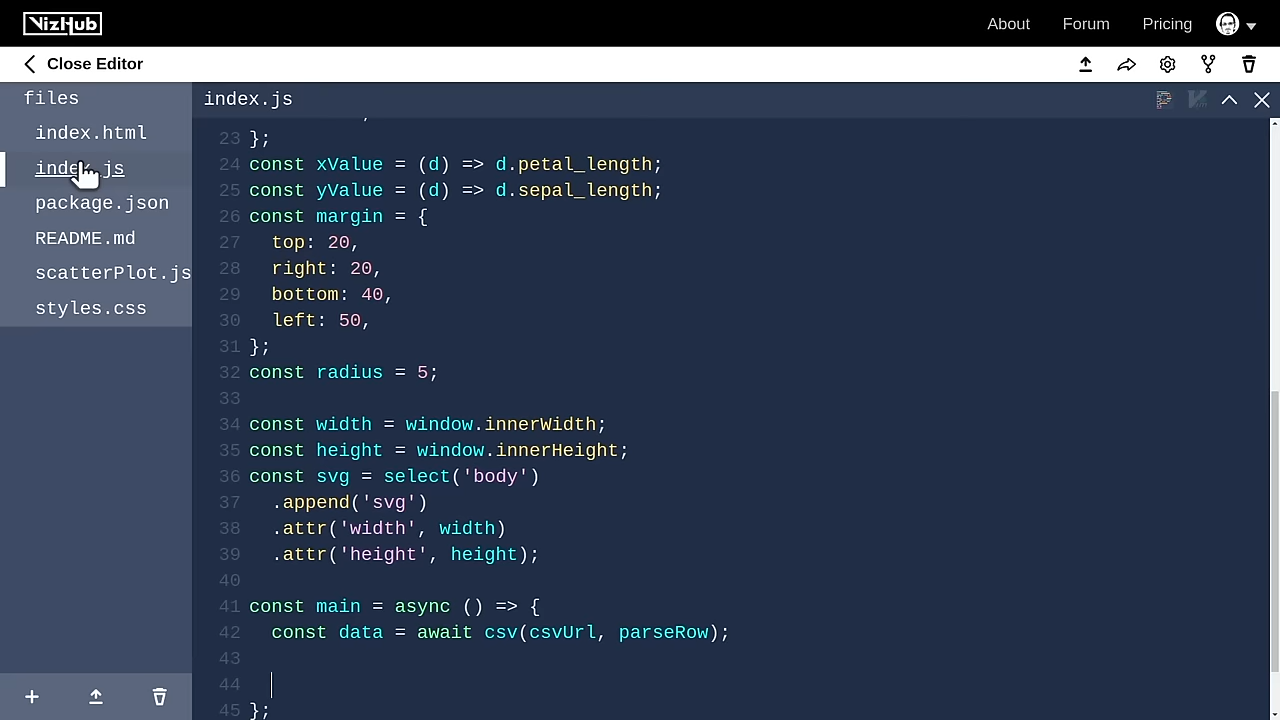 VizHub
About Forum Pricing
Close Editor
files
index.html
index.js
package.json
README.md
scatterPlot.js
styles.css
index.js
23 };
24 const xValue = (d) => d.petal_length;
25 const yValue = (d) => d.sepal_length;
26 const margin = {
27 top: 20,
28 right: 20,
29 bottom: 40,
30 left: 50,
31 };
32 const radius = 5;
33
34 const width = window.innerWidth;
35 const height = window.innerHeight;
36 const svg = select('body')
37 .append('svg')
38 .attr('width', width)
39 .attr('height', height);
40
41 const main = async () => {
42 const data = await csv(csvUrl, parseRow);
43
44
45 };